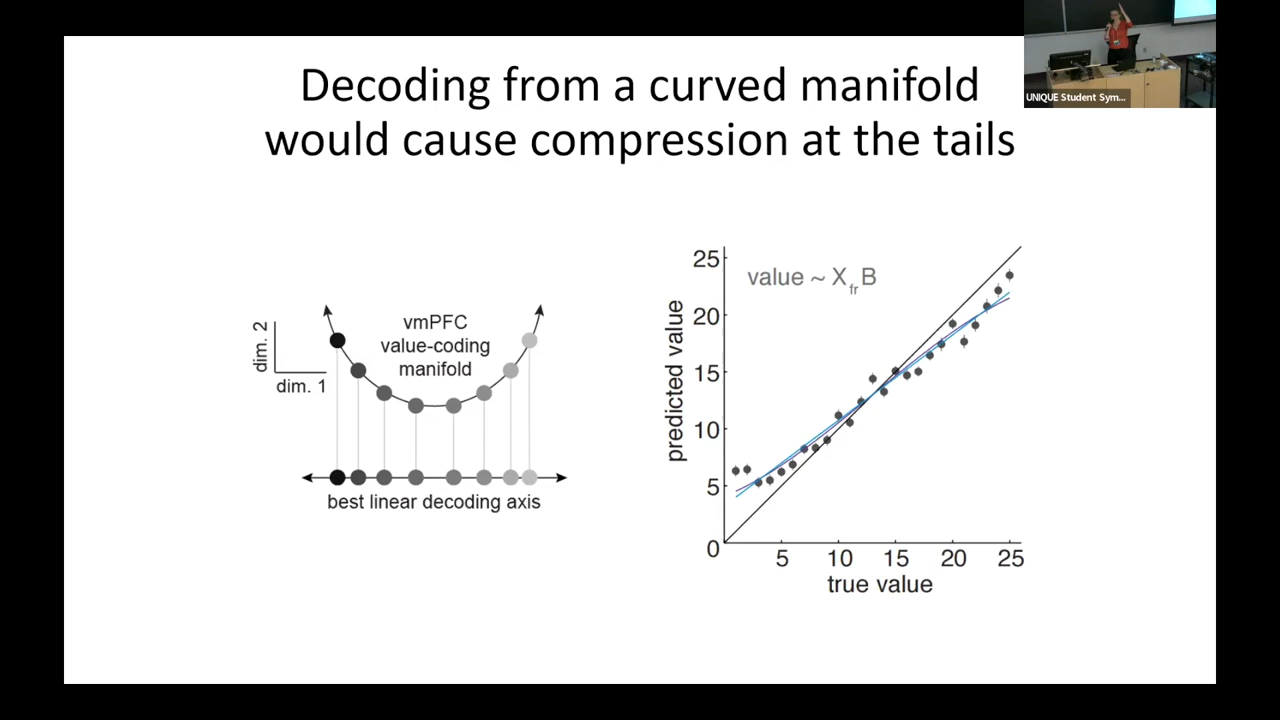 Decoding from a curved manifold
would cause compression at the tails
UNIQUE Student Sym...
dim. 2
dim. 1
vmPFC
value-coding
manifold
best linear decoding axis
value ~ XfrB
predicted value
25
20
15
10
5
0
5 10 15 20 25
true value